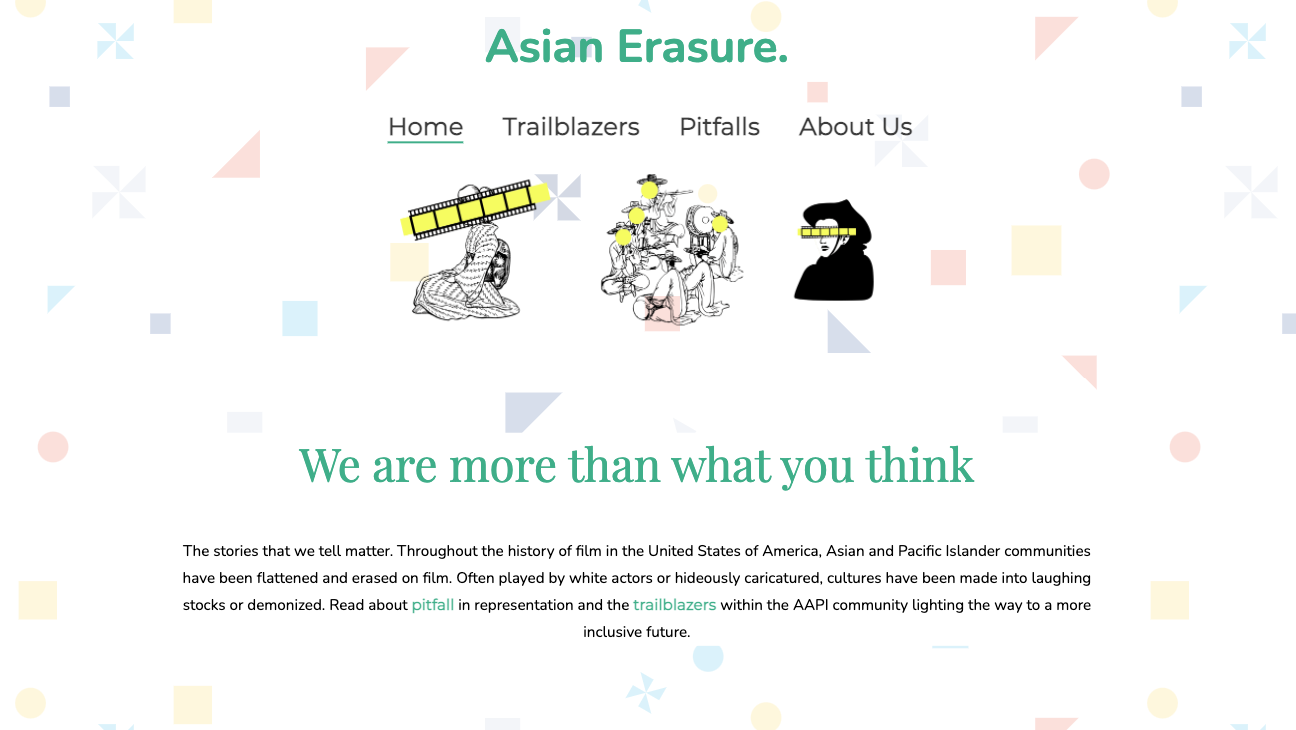 Asian Erasure.
Home Trailblazers Pitfalls About Us
We are more than what you think
The stories that we tell matter. Throughout the history of film in the United States of America, Asian and Pacific Islander communities
have been flattened and erased on film. Often played by white actors or hideously caricatured, cultures have been made into laughing
stocks or demonized. Read about pitfall in representation and the trailblazers within the AAPI community lighting the way to a more
inclusive future.